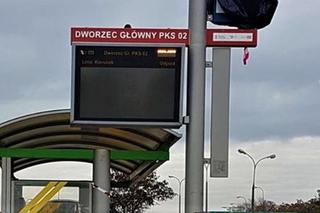 DWORZEC GŁÓWNY PKS 02
Dworzec Gł. PKS 02
Linia Kierunek Odjazd